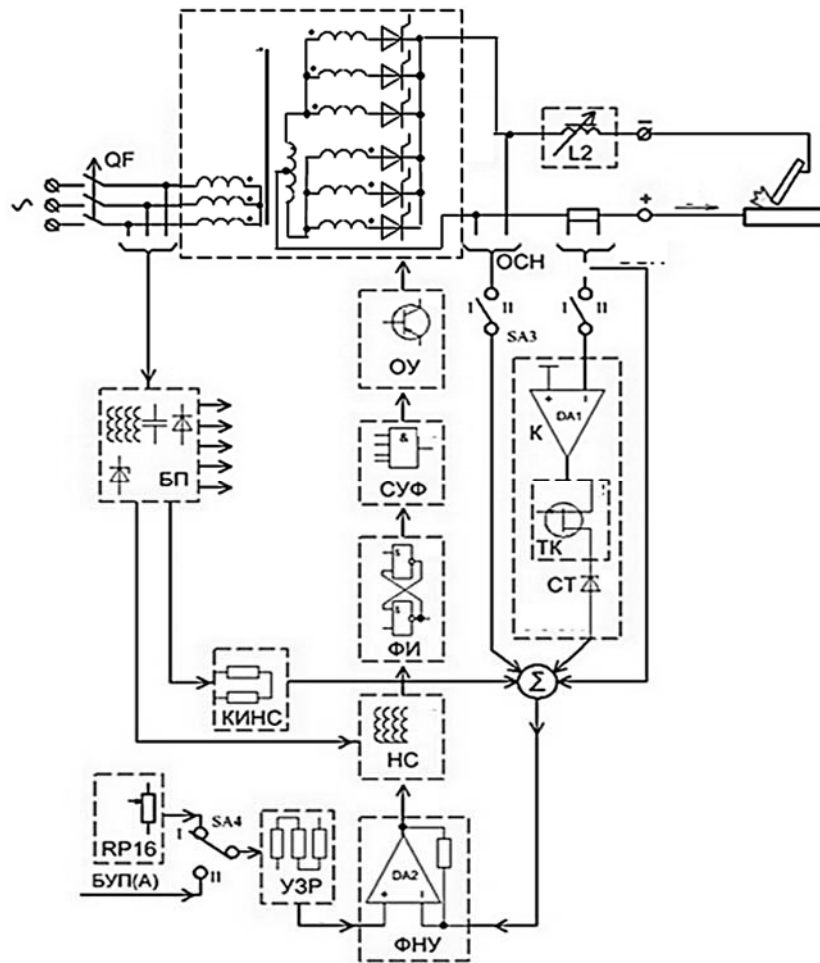 QF
L2
−
+
∿
ОСН
I
II
SA3
I
II
ОУ
+
−
DA1
К
&
СУФ
БП
ТК
СТ
ФИ
Σ
КИНС
НС
RP16
I
SA4
II
БУП(А)
УЗР
DA2
+
−
ФНУ